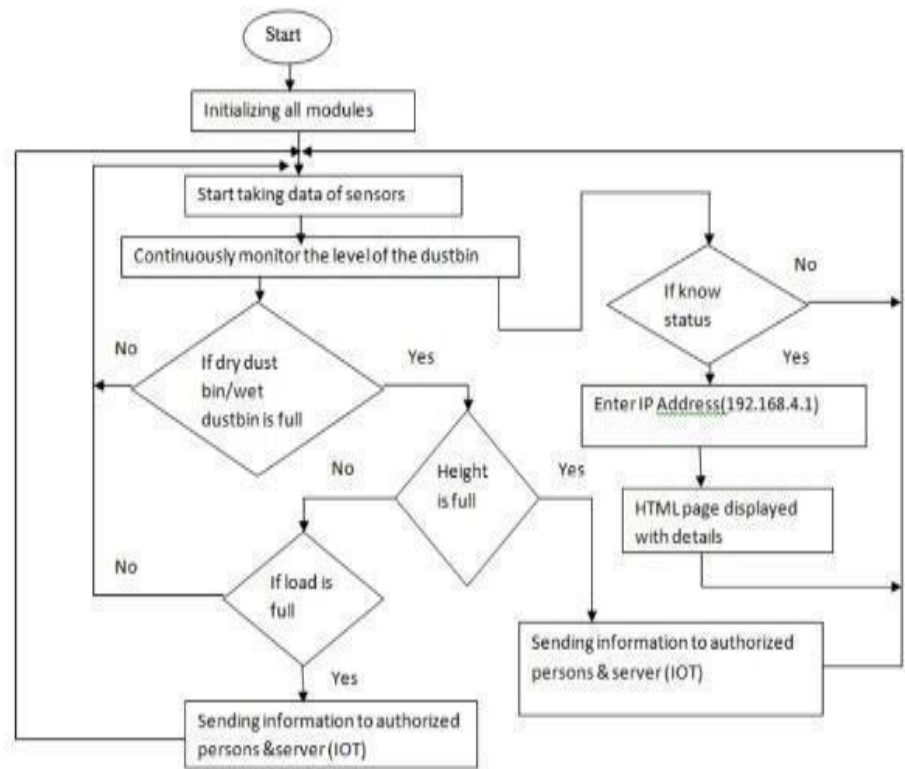 Start
Initializing all modules
Start taking data of sensors
Continuously monitor the level of the dustbin
No
If know
status
No
If dry dust
bin/wet
dustbin is full
Yes
Yes
Enter IP Address(192.168.4.1)
No
Height
is full
Yes
HTML page displayed
with details
No
If load is
full
Sending information to authorized
persons & server (IOT)
Yes
Sending information to authorized
persons &server (IOT)